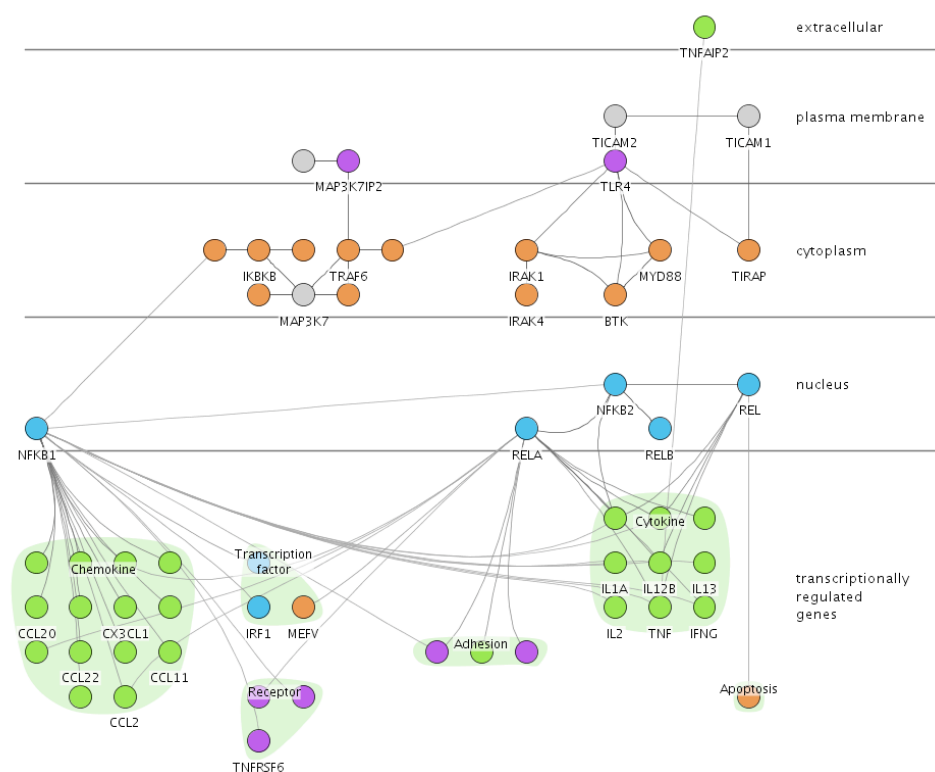 extracellular
TNFAIP2
plasma membrane
TICAM2
TICAM1
MAP3K7IP2
TLR4
cytoplasm
IKBKB
TRAF6
IRAK1
MYD88
TIRAP
MAP3K7
IRAK4
BTK
nucleus
NFKB2
REL
NFKB1
RELA
RELB
Cytokine
Chemokine
Transcription
factor
IL1A
IL12B
IL13
transcriptionally
regulated
genes
CCL20
CX3CL1
IRF1
MEFV
IL2
TNF
IFNG
Adhesion
CCL22
CCL11
Receptor
Apoptosis
CCL2
TNFRSF6